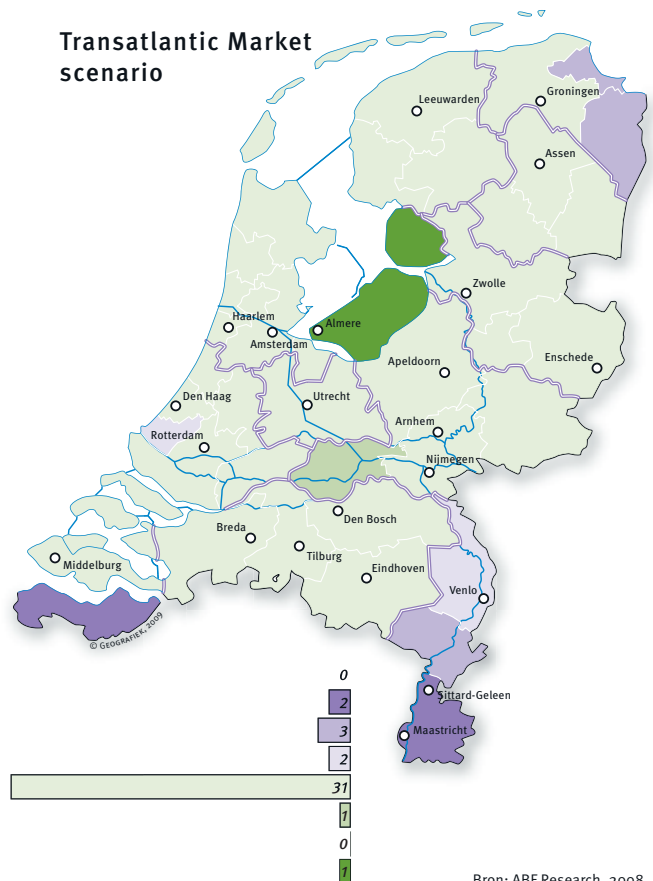 Transatlantic Market
scenario
Leeuwarden
Groningen
Assen
Zwolle
Haarlem
Almere
Amsterdam
Apeldoorn
Enschede
Den Haag
Utrecht
Rotterdam
Arnhem
Nijmegen
Den Bosch
Breda
Tilburg
Middelburg
Eindhoven
Venlo
© Geografiek, 2009
Sittard-Geleen
Maastricht
0
2
3
2
31
1
0
1
Bron: ABF Research, 2008